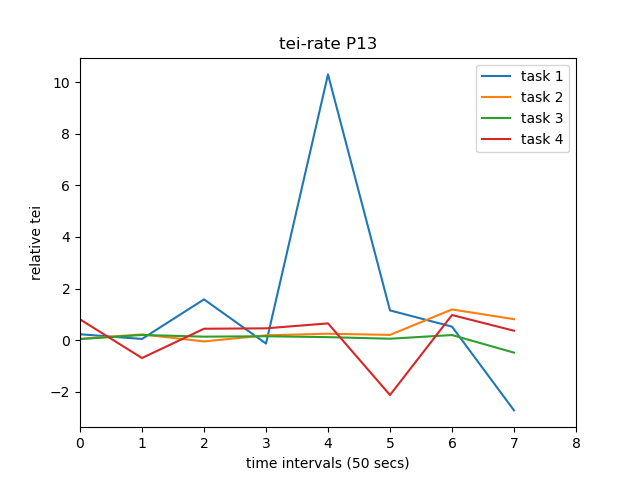 tei-rate P13
relative tei
10
8
6
4
2
0
−2
0 1 2 3 4 5 6 7 8
time intervals (50 secs)
task 1
task 2
task 3
task 4